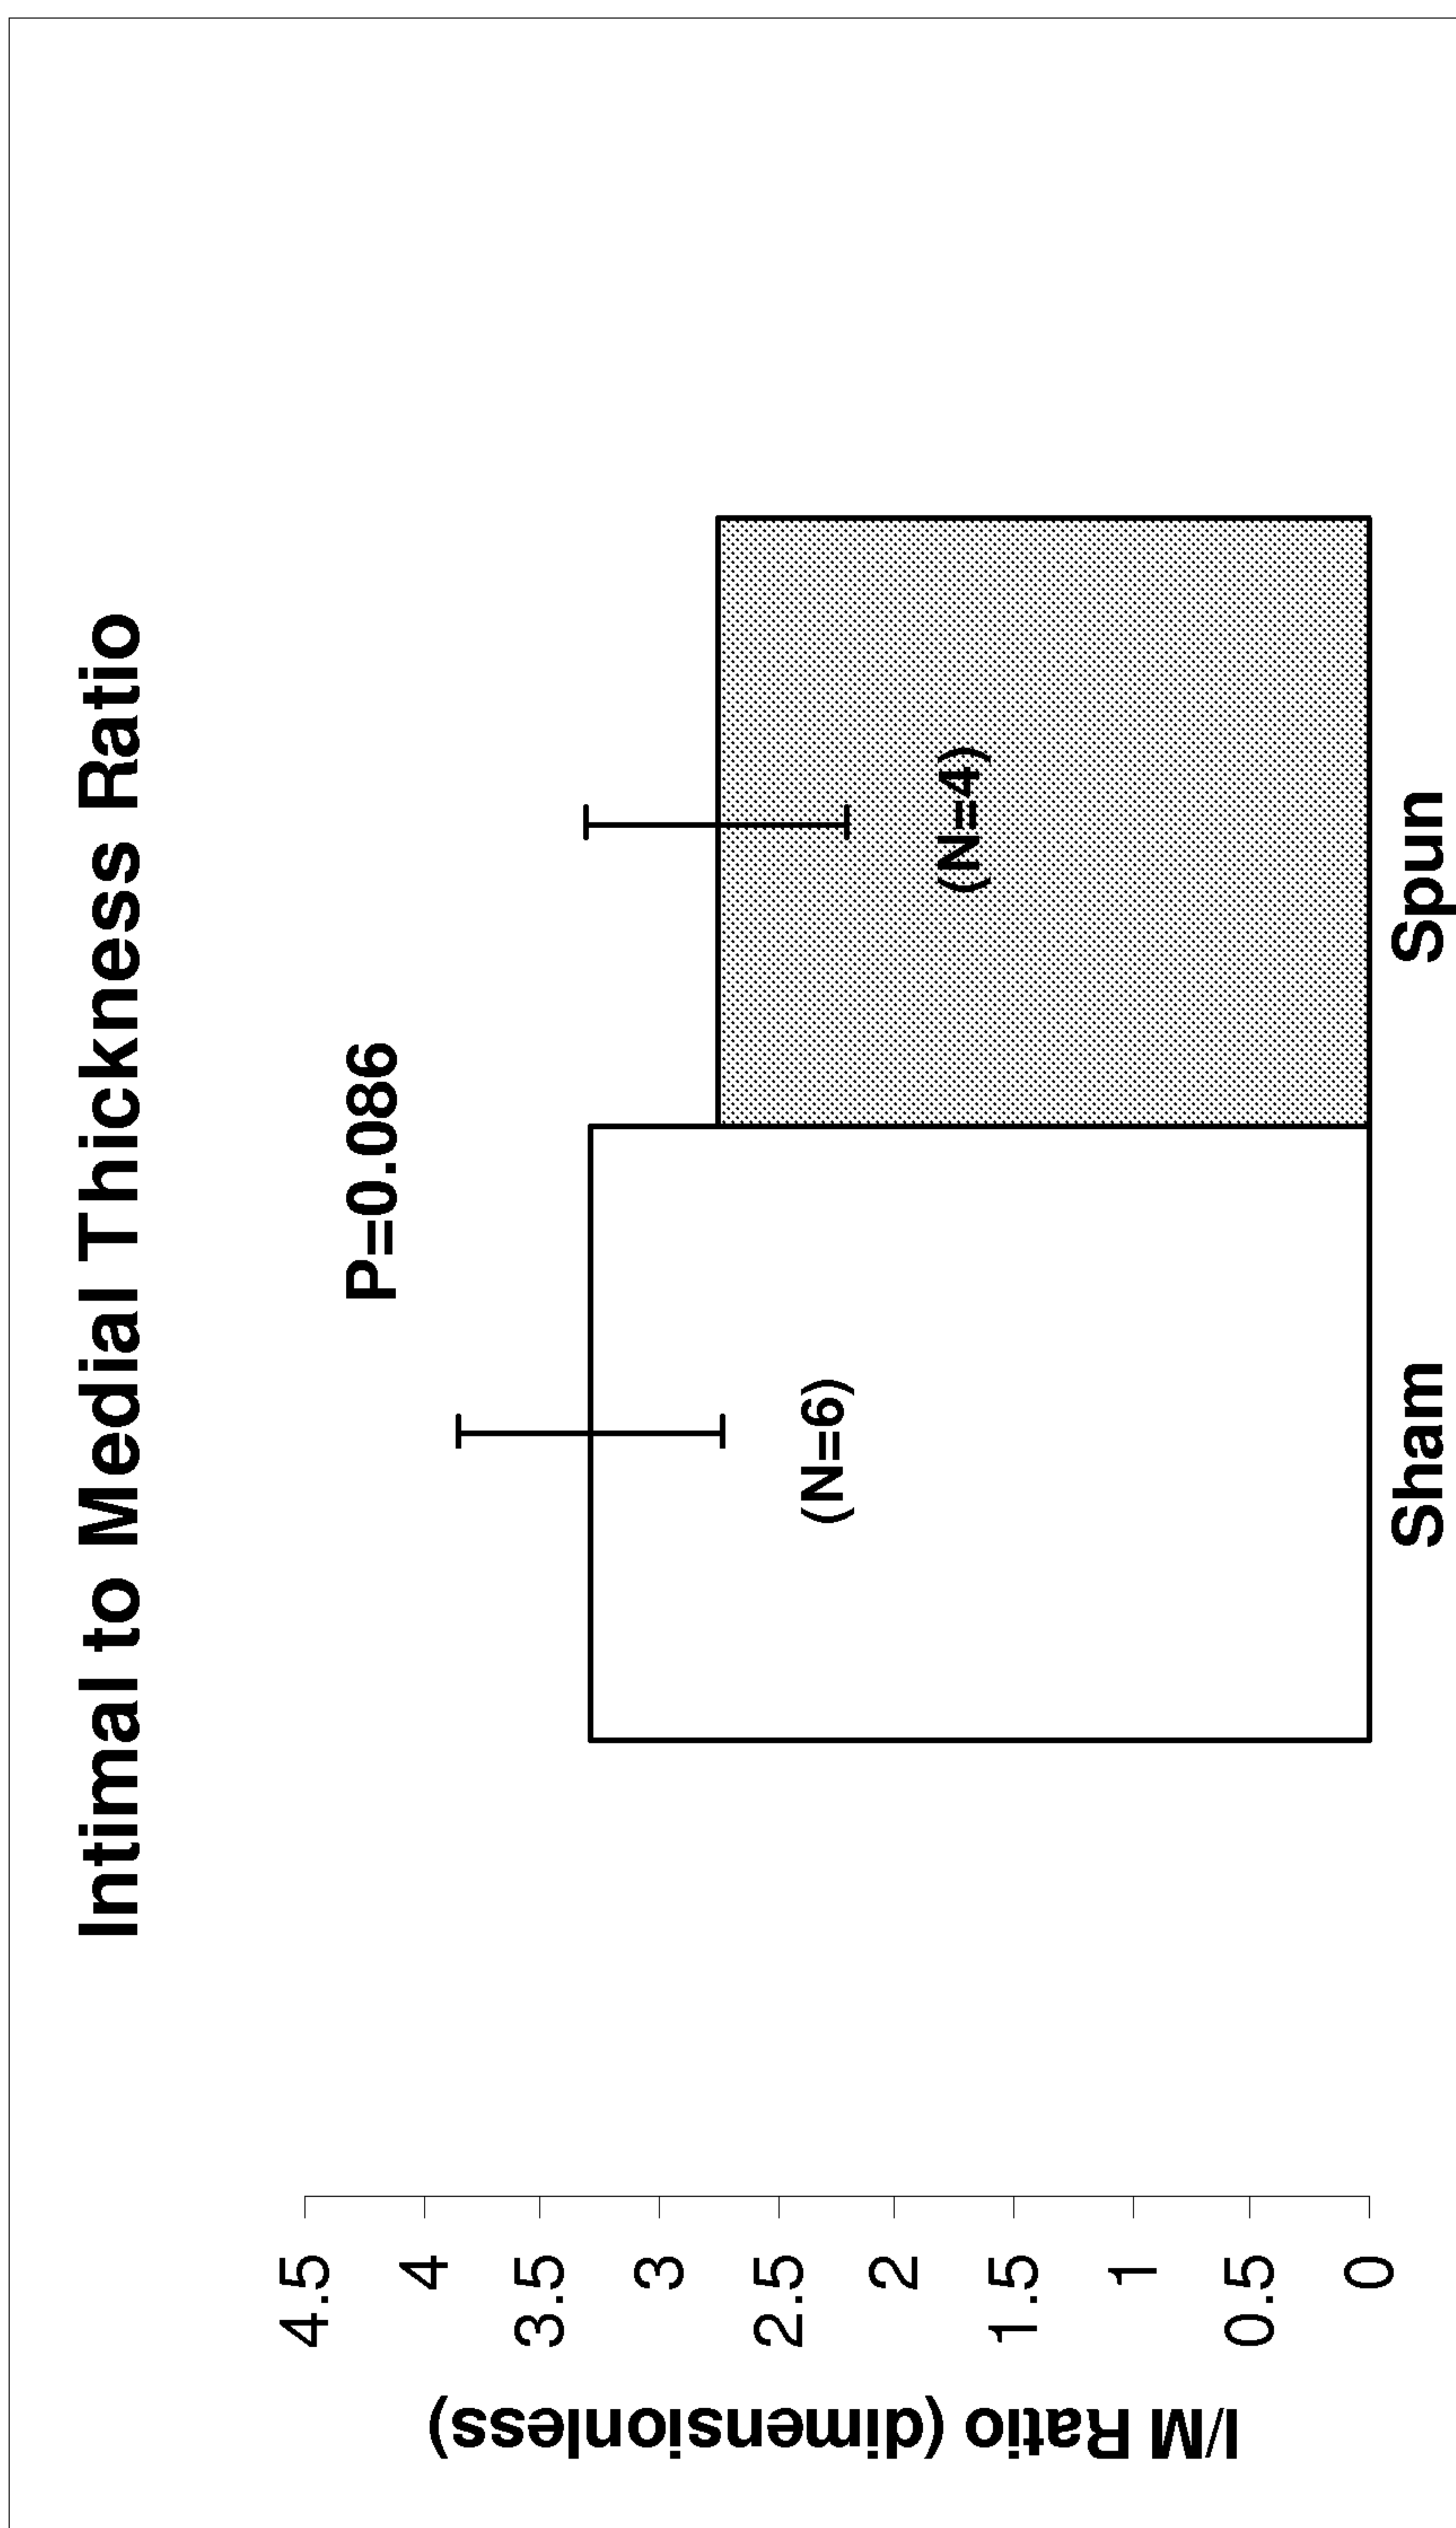 Intimal to Medial Thickness Ratio
P=0.086
I/M Ratio (dimensionless)
4.5
4
3.5
3
2.5
2
1.5
1
0.5
0
(N=6)
(N=4)
Sham
Spun